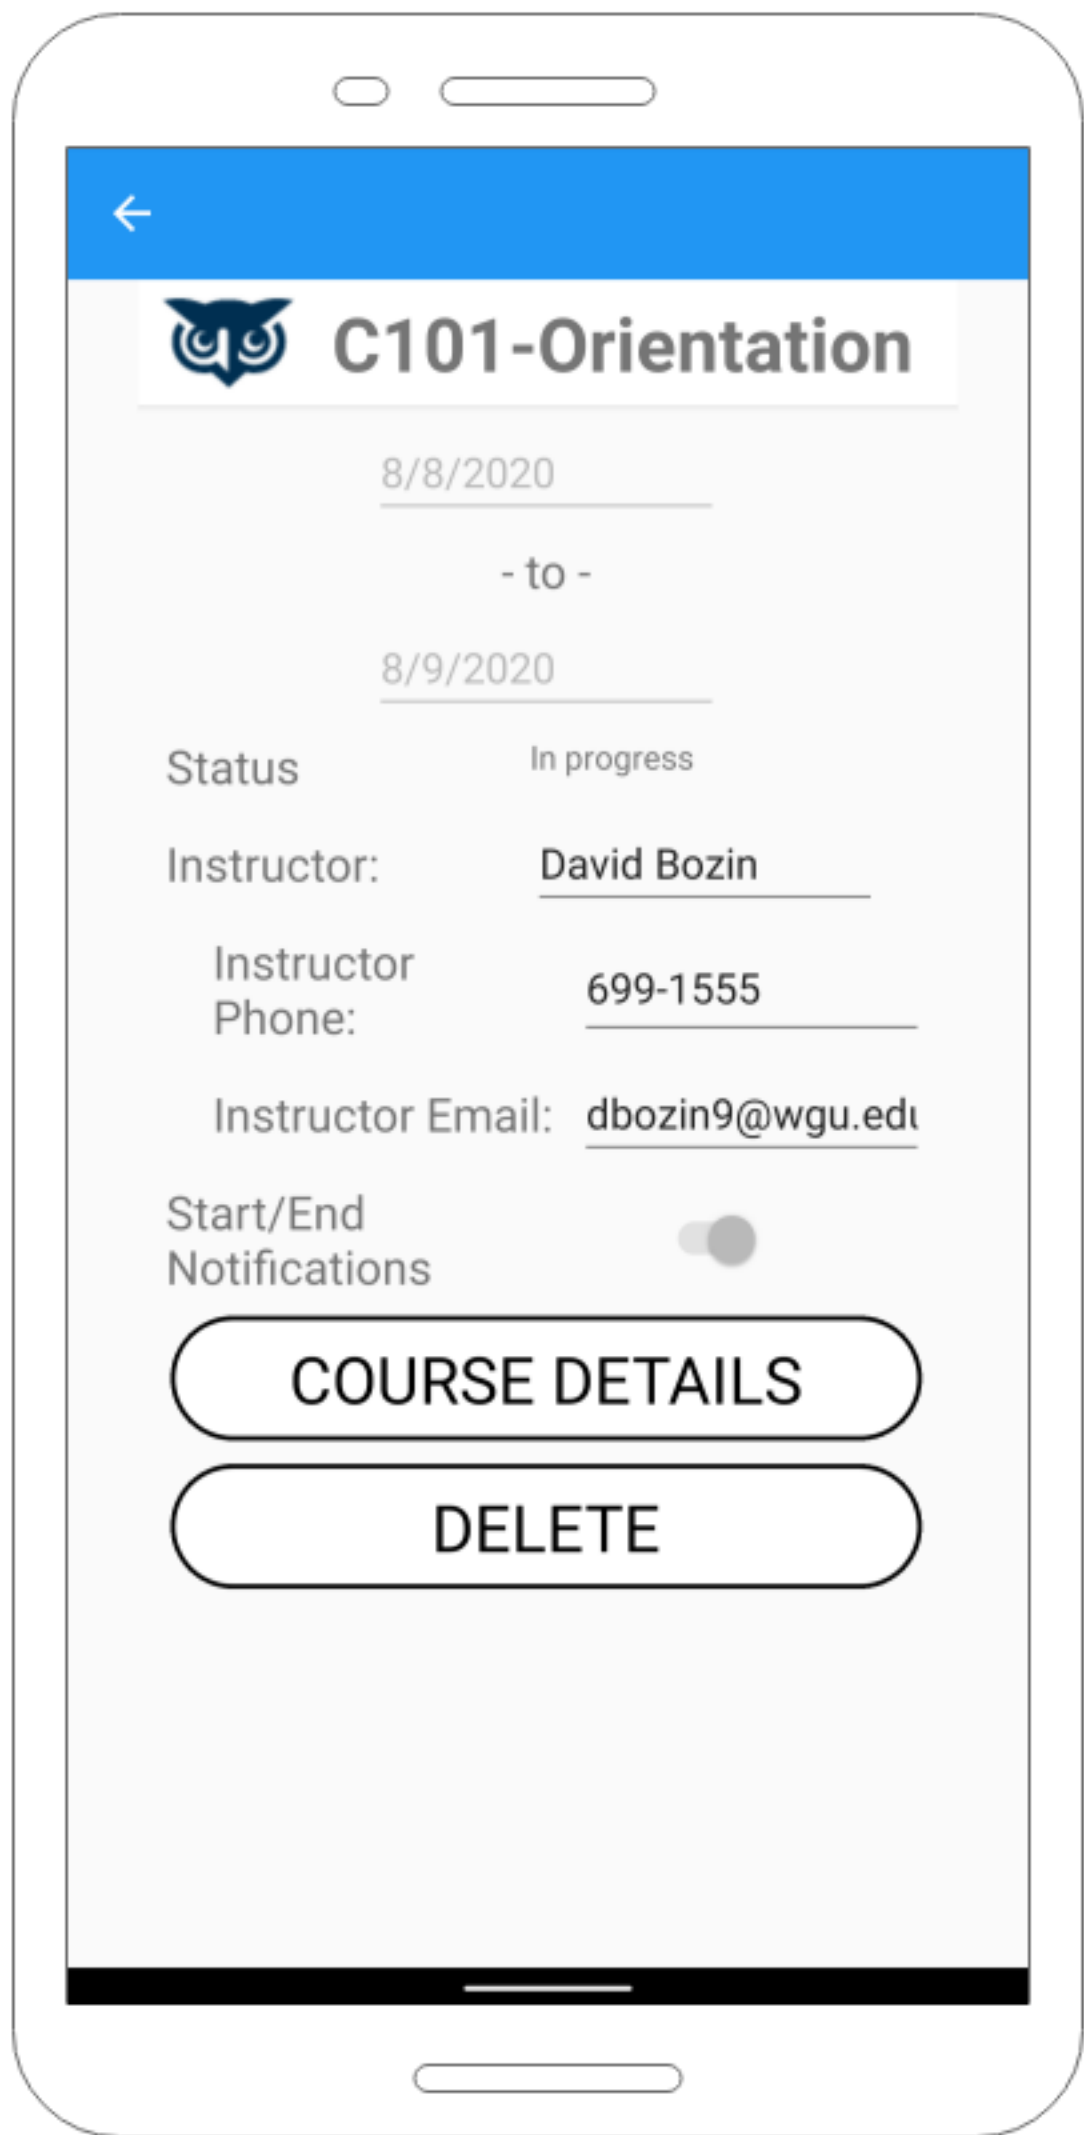 C101-Orientation
8/8/2020
- to -
8/9/2020
Status In progress
Instructor: David Bozin
Instructor
Phone: 699-1555
Instructor Email: dbozin9@wgu.edu
Start/End
Notifications
COURSE DETAILS
DELETE